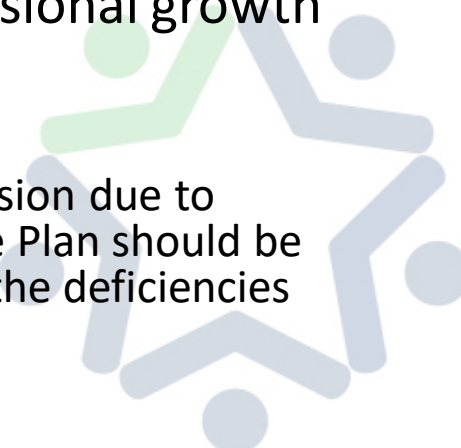 sional growth
sion due to
e Plan should be
the deficiencies